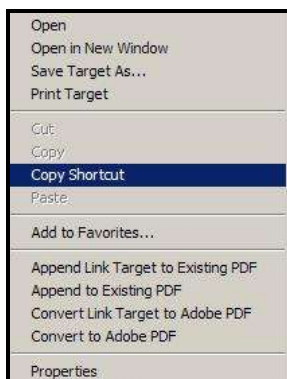 Open
Open in New Window
Save Target As...
Print Target
Cut
Copy
Copy Shortcut
Paste
Add to Favorites...
Append Link Target to Existing PDF
Append to Existing PDF
Convert Link Target to Adobe PDF
Convert to Adobe PDF
Properties